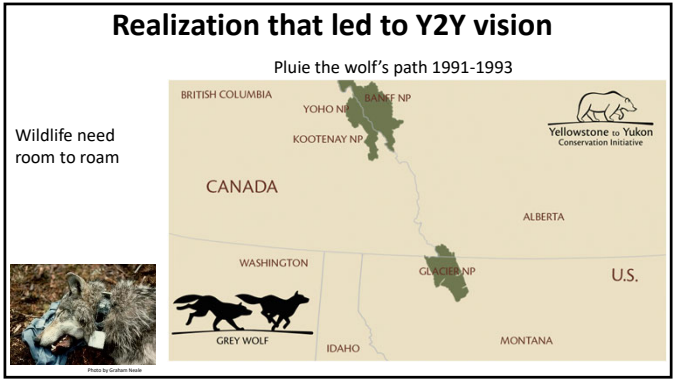 Realization that led to Y2Y vision
Pluie the wolf's path 1991-1993
Wildlife need
room to roam
BRITISH COLUMBIA
BANFF NP
YOHO NP
KOOTENAY NP
Yellowstone to Yukon
Conservation Initiative
CANADA
ALBERTA
WASHINGTON
GLACIER NP
U.S.
GREY WOLF
IDAHO
MONTANA
Photo by Graham Neale